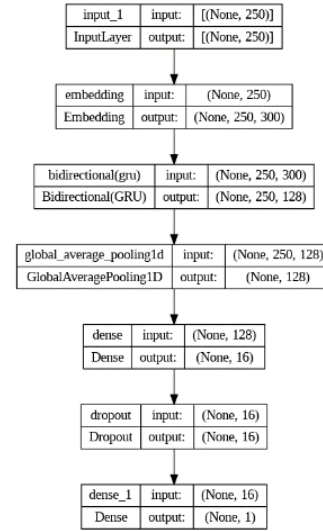 input_1 input: [(None, 250)]
InputLayer output: [(None, 250)]
embedding input: (None, 250)
Embedding output: (None, 250, 300)
bidirectional(gru) input: (None, 250, 300)
Bidirectional(GRU) output: (None, 250, 128)
global_average_pooling1d input: (None, 250, 128)
GlobalAveragePooling1D output: (None, 128)
dense input: (None, 128)
Dense output: (None, 16)
dropout input: (None, 16)
Dropout output: (None, 16)
dense_1 input: (None, 16)
Dense output: (None, 1)